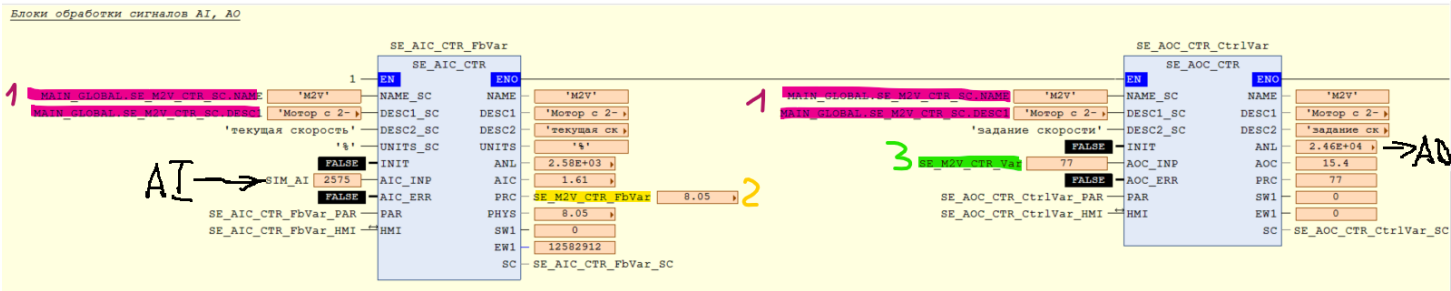 Блоки обработки сигналов AI, AO
SE_AIC_CTR_FbVar
SE_AIC_CTR
1 EN ENO
1 MAIN_GLOBAL.SE_M2V_CTR_SC.NAME 'M2V' NAME_SC NAME 'M2V'
MAIN_GLOBAL.SE_M2V_CTR_SC.DESC1 'Мотор с 2- DESC1_SC DESC1 'Мотор с 2-
'текущая скорость' DESC2_SC DESC2 'текущая ск
'%' UNITS_SC UNITS '%'
FALSE INIT ANL 2.58E+03
AI SIM_AI 2575 AIC_INP AIC 1.61
FALSE AIC_ERR PRC SE_M2V_CTR_FbVar 8.05 2
SE_AIC_CTR_FbVar_PAR PAR PHYS 8.05
SE_AIC_CTR_FbVar_HMI HMI SW1 0
EW1 12582912
SC SE_AIC_CTR_FbVar_SC
SE_AOC_CTR_CtrlVar
SE_AOC_CTR
EN ENO
1 MAIN_GLOBAL.SE_M2V_CTR_SC.NAME 'M2V' NAME_SC NAME 'M2V'
MAIN_GLOBAL.SE_M2V_CTR_SC.DESC1 'Мотор с 2- DESC1_SC DESC1 'Мотор с 2-
'задание скорости' DESC2_SC DESC2 'задание ск
FALSE INIT ANL 2.46E+04 AO
3 SE_M2V_CTR_Var 77 AOC_INP AOC 15.4
FALSE AOC_ERR PRC 77
SE_AOC_CTR_CtrlVar_PAR PAR SW1 0
SE_AOC_CTR_CtrlVar_HMI HMI EW1 0
SC SE_AOC_CTR_CtrlVar_SC